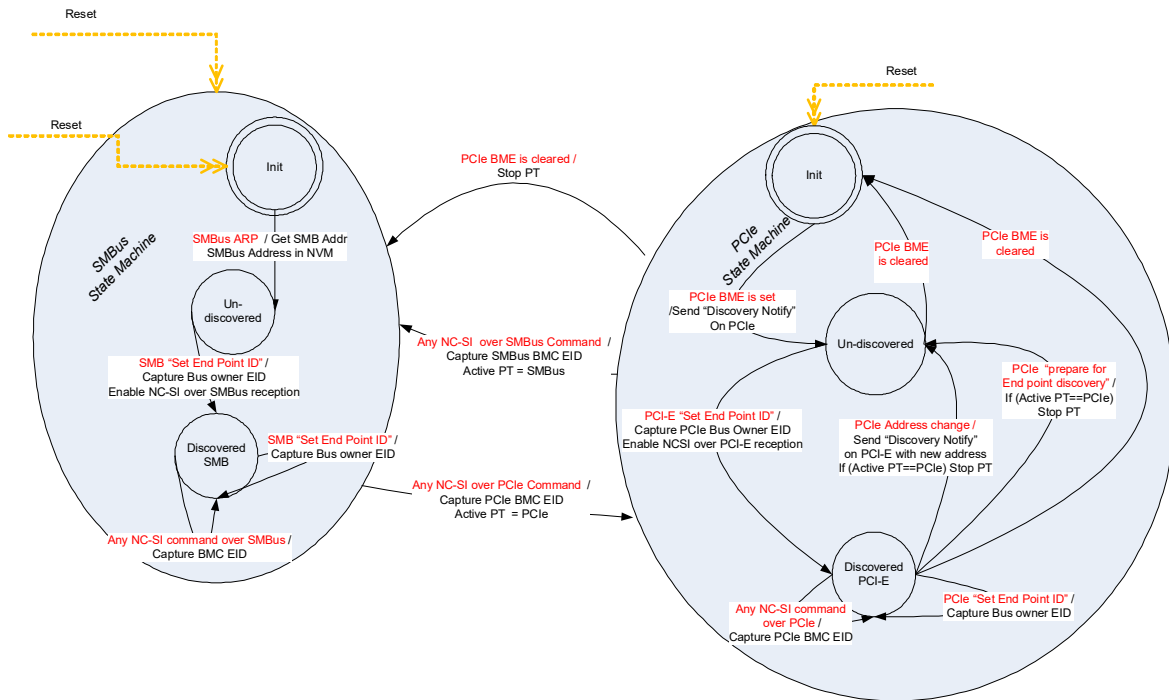 Reset
Reset
Init
SMBus
State Machine
SMBus ARP / Get SMB Addr
SMBus Address in NVM
Un-
discovered
SMB “Set End Point ID” /
Capture Bus owner EID
Enable NC-SI over SMBus reception
Discovered
SMB
SMB “Set End Point ID” /
Capture Bus owner EID
Any NC-SI command over SMBus /
Capture BMC EID
PCIe BME is cleared /
Stop PT
Any NC-SI over SMBus Command /
Capture SMBus BMC EID
Active PT = SMBus
Any NC-SI over PCIe Command /
Capture PCIe BMC EID
Active PT = PCIe
Reset
Init
PCIe
State Machine
PCIe BME is set
/Send “Discovery Notify”
On PCIe
PCIe BME
is cleared
PCIe BME is
cleared
Un-discovered
PCI-E “Set End Point ID” /
Capture PCIe Bus Owner EID
Enable NCSI over PCI-E reception
PCIe Address change /
Send “Discovery Notify”
on PCI-E with new address
If (Active PT==PCIe) Stop PT
PCIe “prepare for
End point discovery” /
If (Active PT==PCIe)
Stop PT
Discovered
PCI-E
Any NC-SI command
over PCIe /
Capture PCIe BMC EID
PCIe “Set End Point ID” /
Capture Bus owner EID